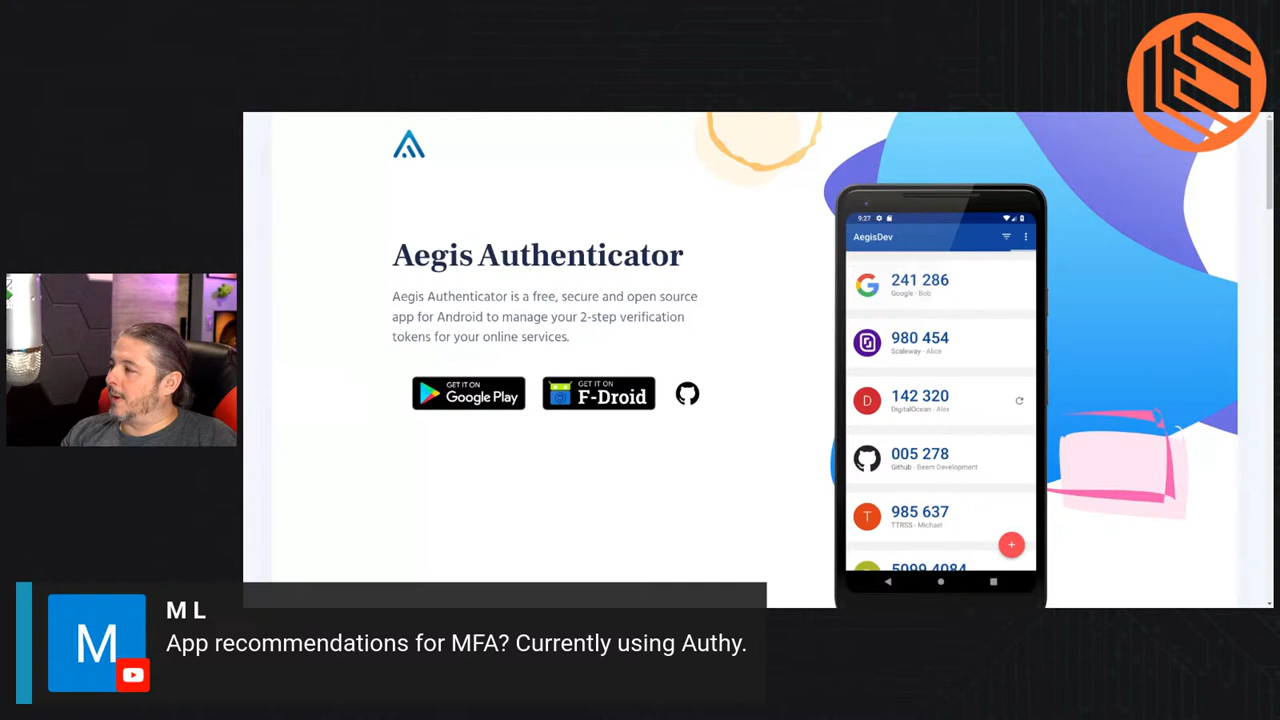 Aegis Authenticator
Aegis Authenticator is a free, secure and open source
app for Android to manage your 2-step verification
tokens for your online services.
GET IT ON
Google Play
GET IT ON
F-Droid
9:27
AegisDev
241 286
Google - Bob
980 454
Scaleway - Alice
D
142 320
DigitalOcean - Alex
005 278
Github - Beem Development
T
985 637
TTRSS - Michael
+
5099 4084
M
M L
App recommendations for MFA? Currently using Authy.